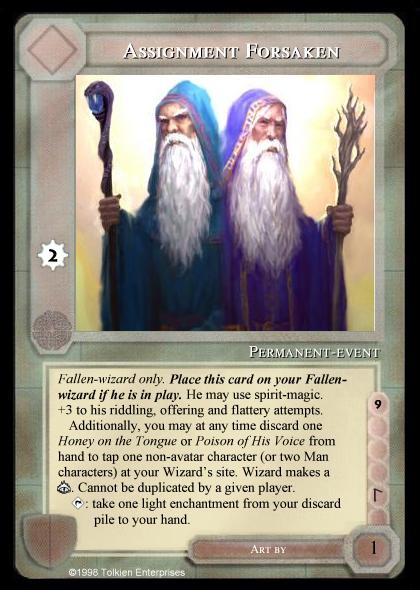 ASSIGNMENT FORSAKEN
2
PERMANENT-EVENT
Fallen-wizard only. Place this card on your Fallen-
wizard if he is in play. He may use spirit-magic.
+3 to his riddling, offering and flattery attempts.
Additionally, you may at any time discard one
Honey on the Tongue or Poison of His Voice from
hand to tap one non-avatar character (or two Man
characters) at your Wizard's site. Wizard makes a
. Cannot be duplicated by a given player.
: take one light enchantment from your discard
pile to your hand.
9
ART BY
1
©1998 Tolkien Enterprises